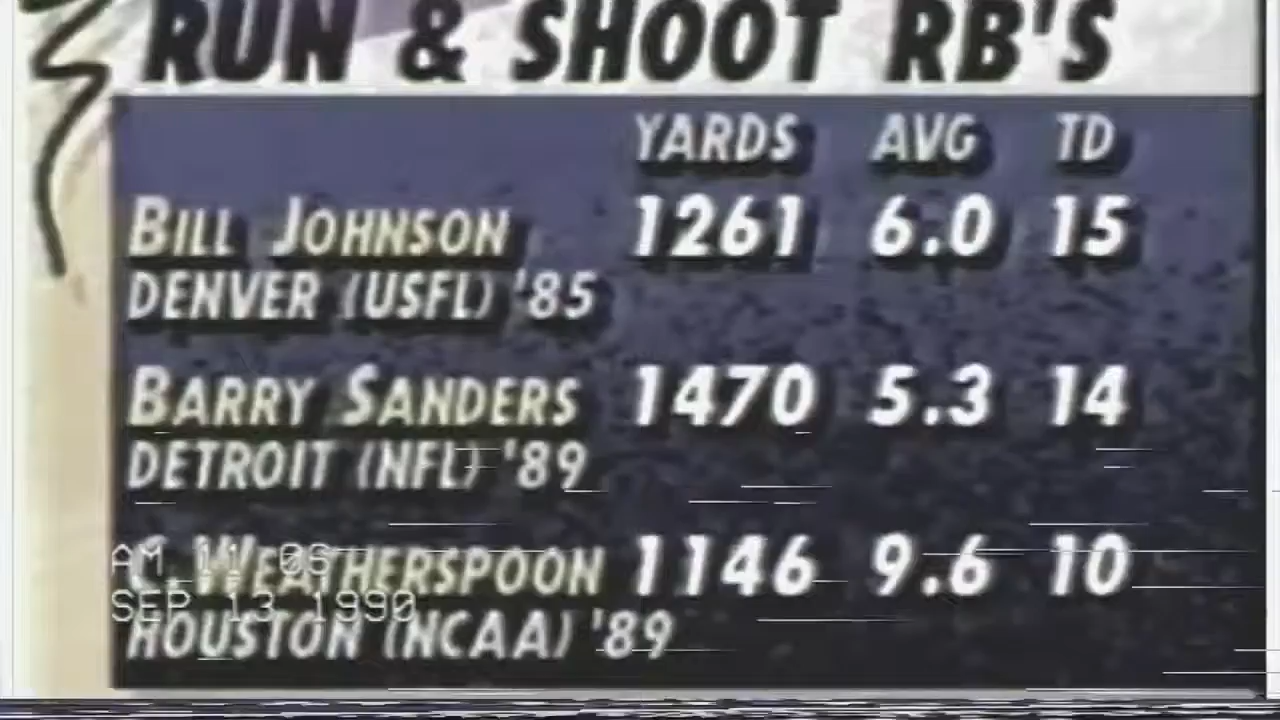 RUN & SHOOT RB'S
YARDS AVG TD
BILL JOHNSON 1261 6.0 15
DENVER (USFL) '85
BARRY SANDERS 1470 5.3 14
DETROIT (NFL) '89
C. WEATHERSPOON 1146 9.6 10
HOUSTON (NCAA) '89
AM 11:06
SEP. 13 1990